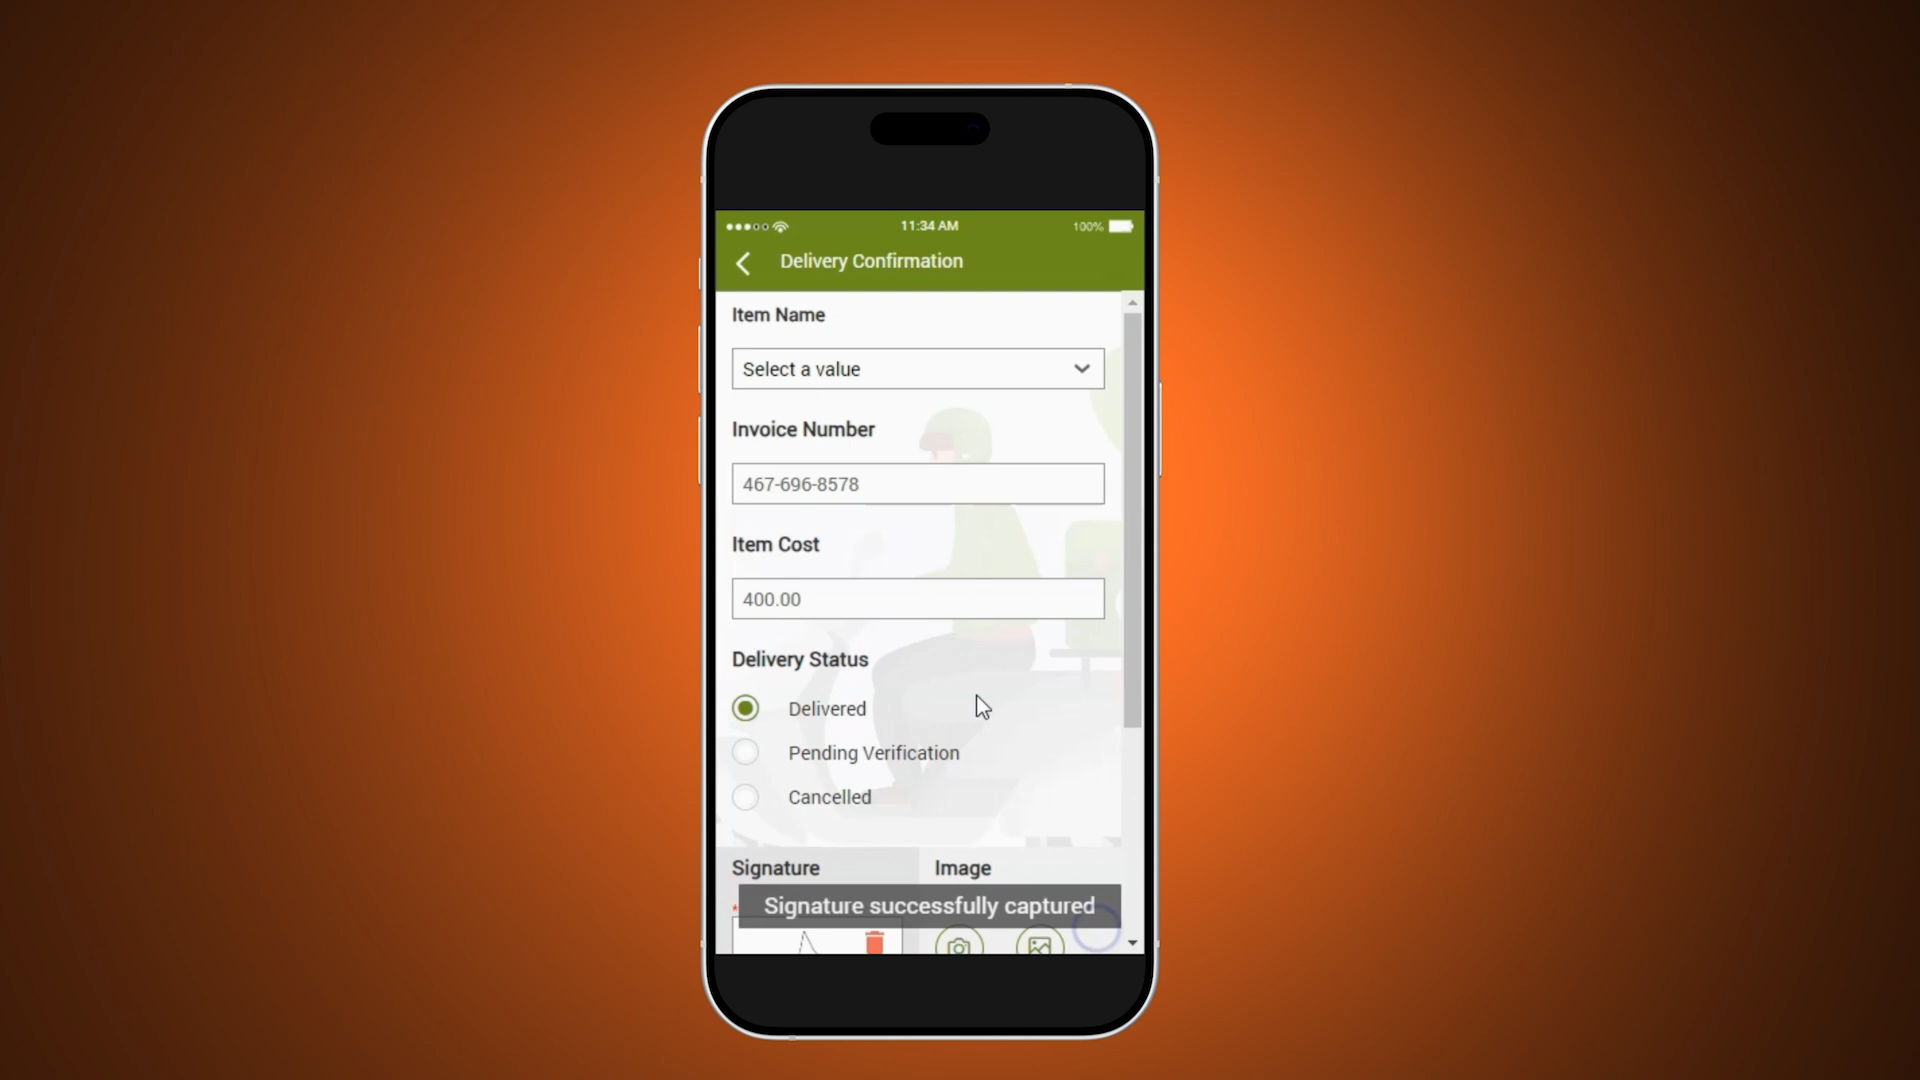 11:34 AM
100%
Delivery Confirmation
Item Name
Select a value
Invoice Number
467-696-8578
Item Cost
400.00
Delivery Status
Delivered
Pending Verification
Cancelled
Signature
Image
*
Signature successfully captured